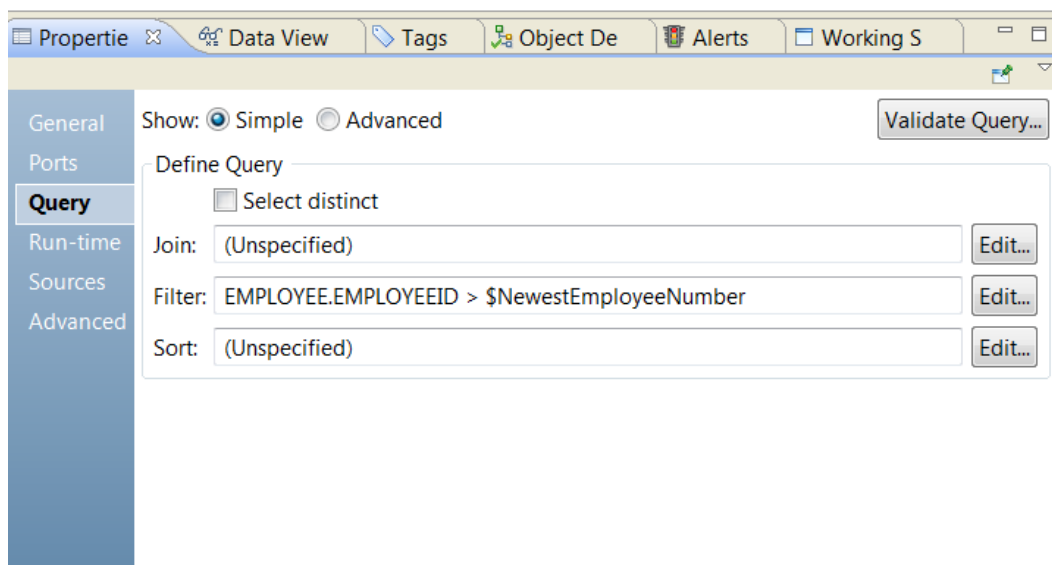 Propertie Data View Tags Object De Alerts Working S
General
Ports
Query
Run-time
Sources
Advanced
Show: Simple Advanced Validate Query...
Define Query
Select distinct
Join: (Unspecified) Edit...
Filter: EMPLOYEE.EMPLOYEEID > $NewestEmployeeNumber Edit...
Sort: (Unspecified) Edit...